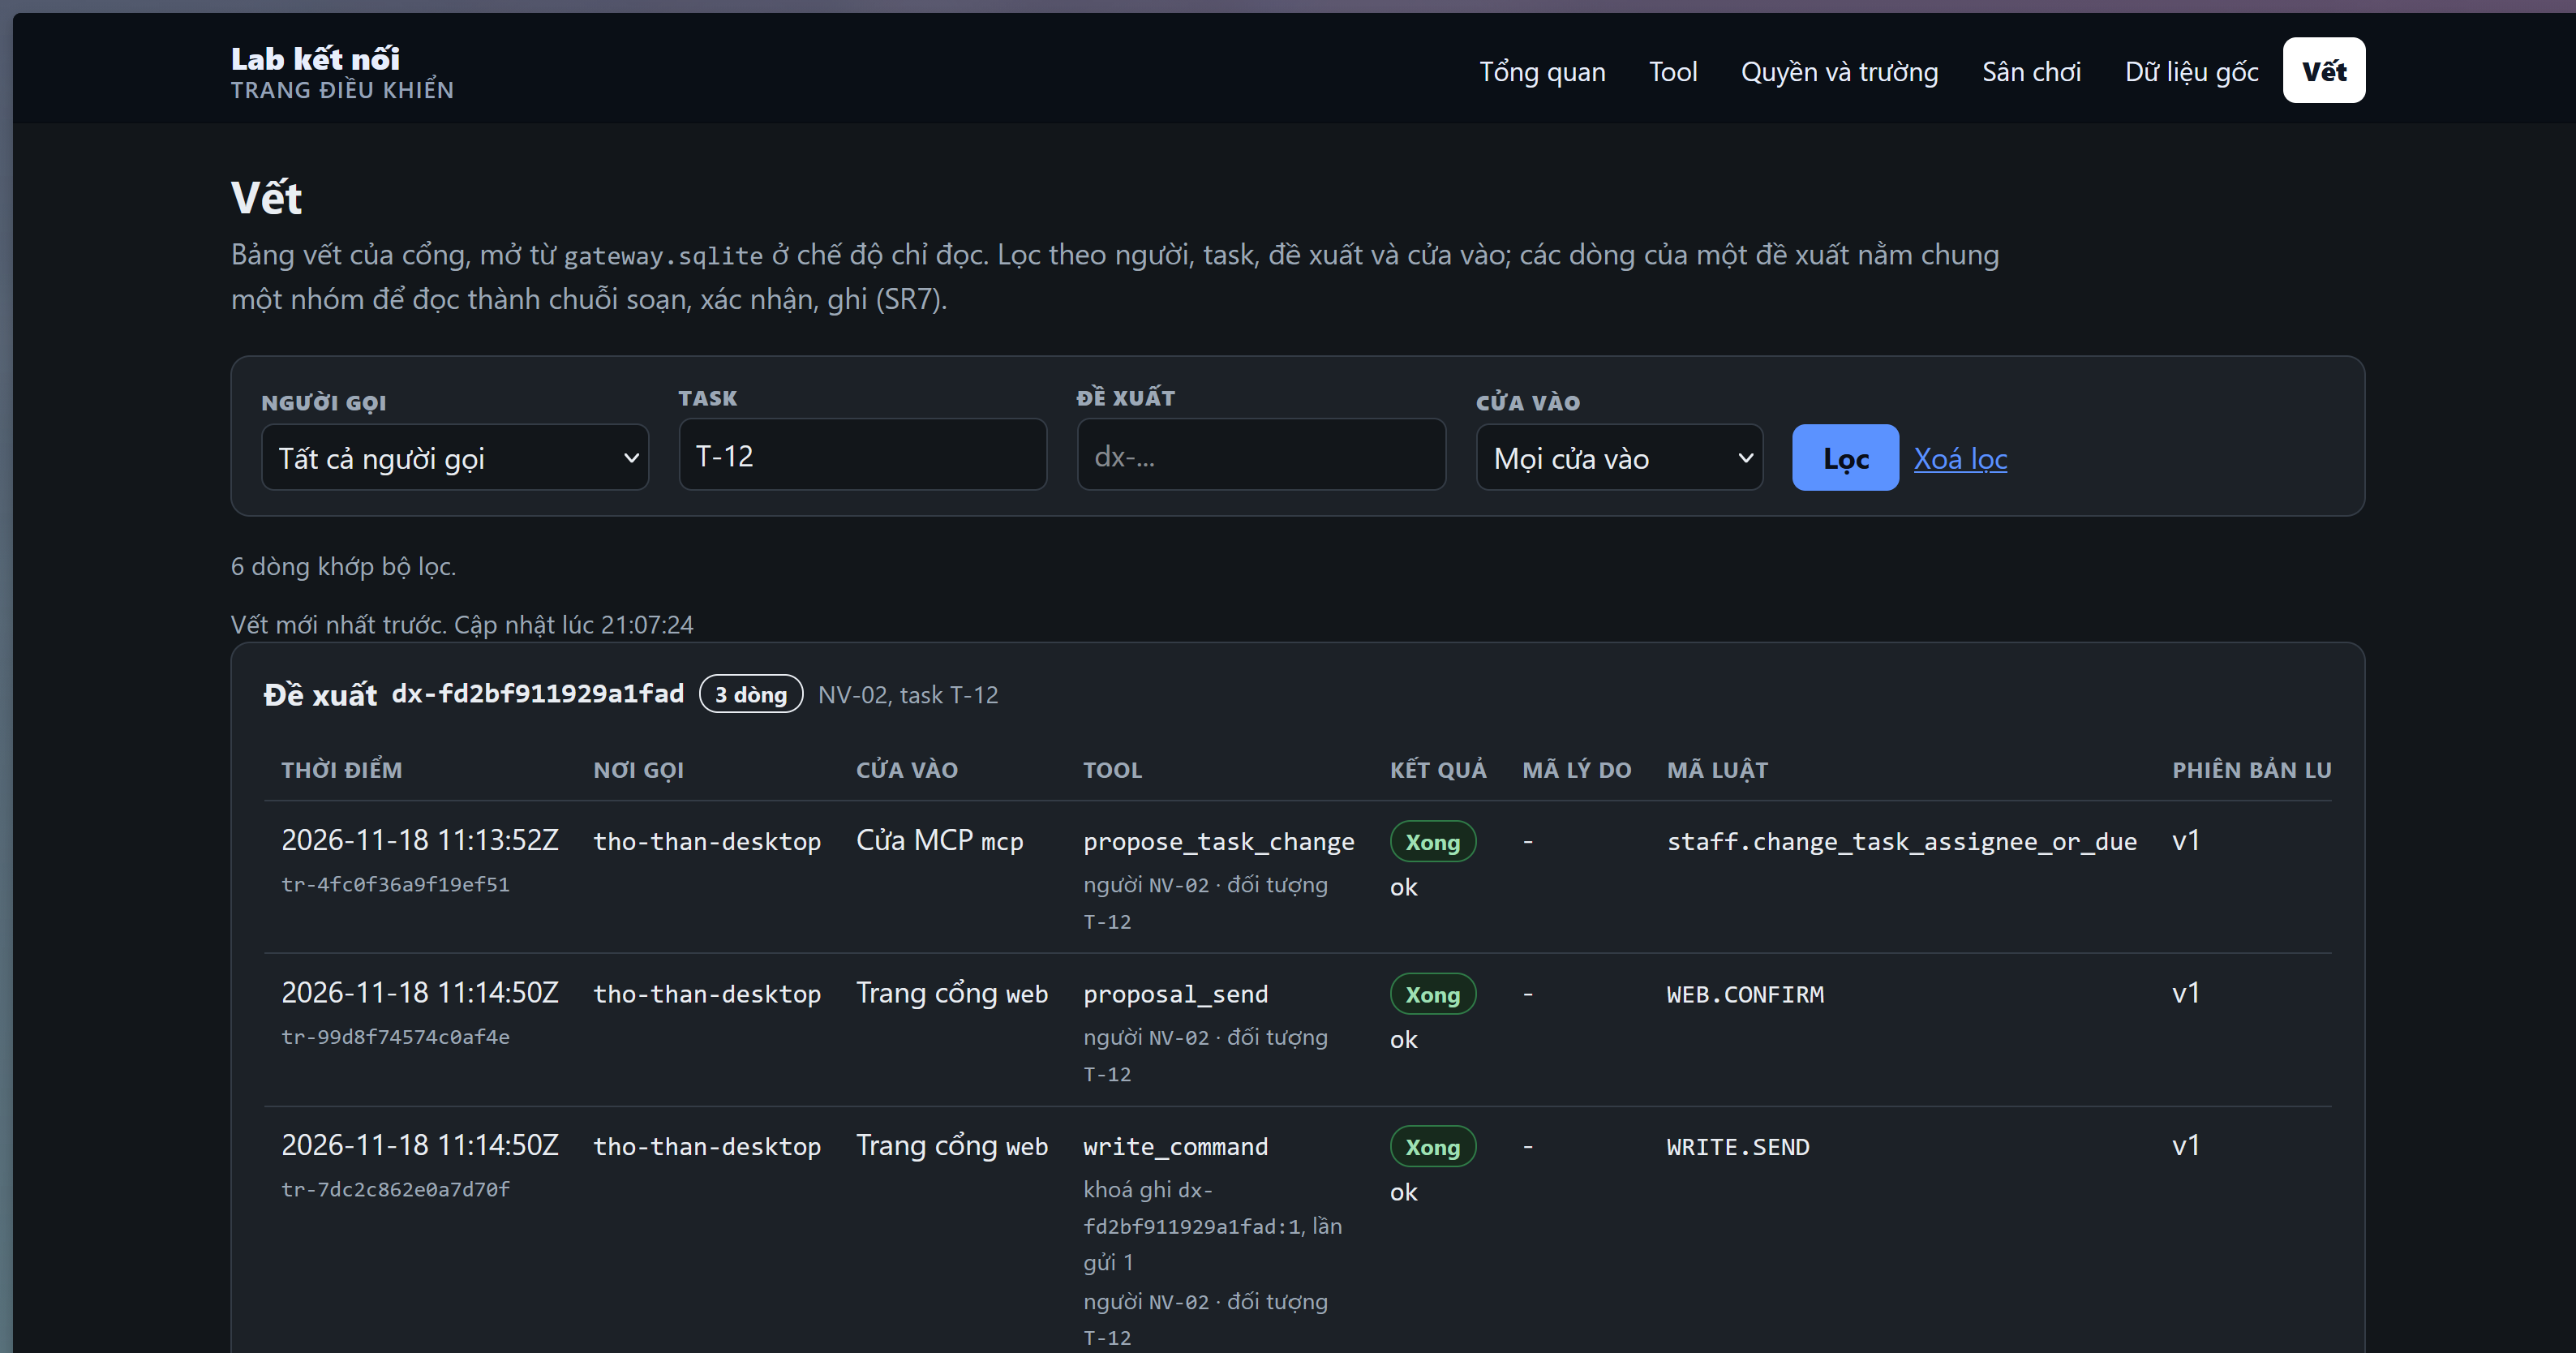 Lab kết nối
TRANG ĐIỀU KHIỂN
Tổng quan Tool Quyền và trường Sân chơi Dữ liệu gốc Vết
Vết
Bảng vết của cổng, mở từ gateway.sqlite ở chế độ chỉ đọc. Lọc theo người, task, đề xuất và cửa vào; các dòng của một đề xuất nằm chung
một nhóm để đọc thành chuỗi soạn, xác nhận, ghi (SR7).
NGƯỜI GỌI TASK ĐỀ XUẤT CỬA VÀO
Tất cả người gọi T-12 dx-... Mọi cửa vào Lọc Xoá lọc
6 dòng khớp bộ lọc.
Vết mới nhất trước. Cập nhật lúc 21:07:24
Đề xuất dx-fd2bf911929a1fad 3 dòng NV-02, task T-12
THỜI ĐIỂM NƠI GỌI CỬA VÀO TOOL KẾT QUẢ MÃ LÝ DO MÃ LUẬT PHIÊN BẢN LU
2026-11-18 11:13:52Z tho-than-desktop Cửa MCP mcp propose_task_change Xong - staff.change_task_assignee_or_due v1
tr-4fc0f36a9f19ef51 người NV-02 · đối tượng ok
T-12
2026-11-18 11:14:50Z tho-than-desktop Trang cổng web proposal_send Xong - WEB.CONFIRM v1
tr-99d8f74574c0af4e người NV-02 · đối tượng ok
T-12
2026-11-18 11:14:50Z tho-than-desktop Trang cổng web write_command Xong - WRITE.SEND v1
tr-7dc2c862e0a7d70f khoá ghi dx- ok
fd2bf911929a1fad:1, lần
gửi 1
người NV-02 · đối tượng
T-12